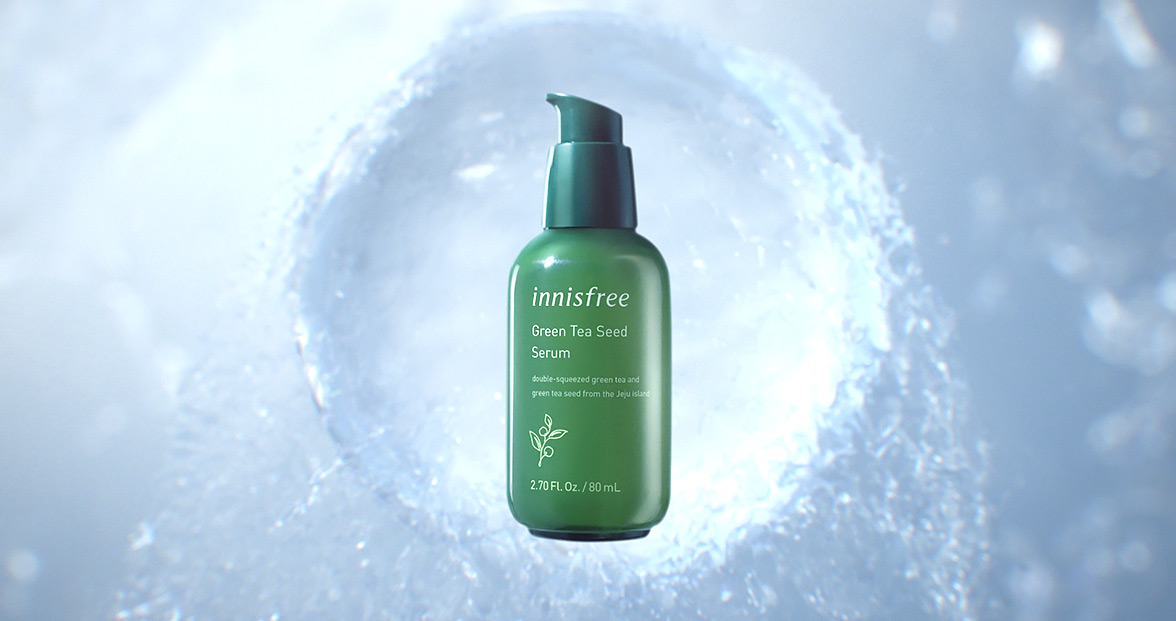 innisfree
Green Tea Seed
Serum
double-squeezed green tea and
green tea seed from the Jeju island
2.70 Fl. Oz. / 80 mL